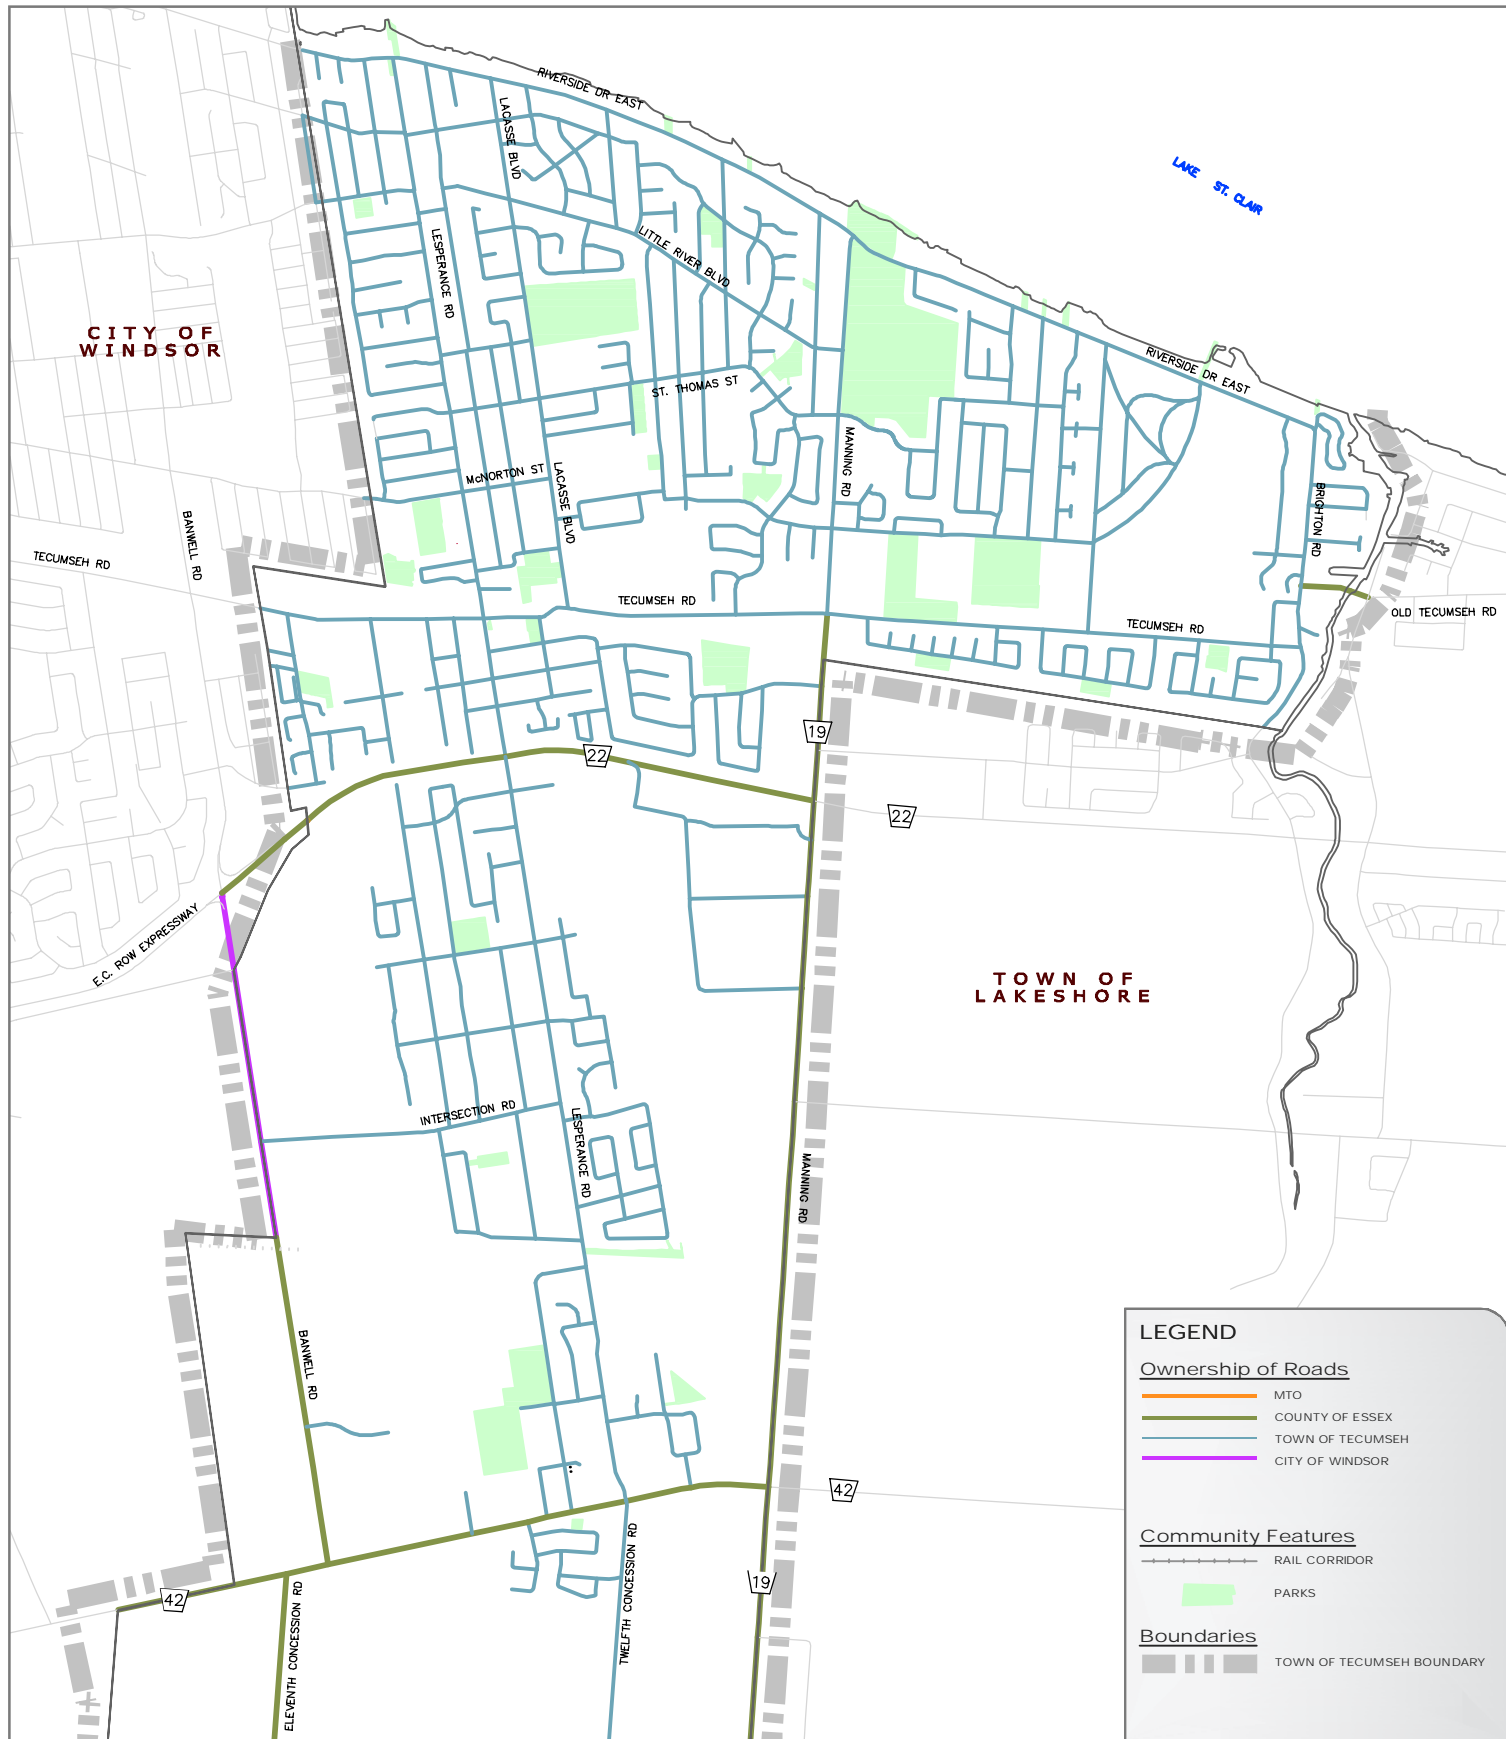 RIVERSIDE DR EAST
LACASSE BLVD
LAKE ST. CLAIR
LESPERANCE RD
LITTLE RIVER BLVD
CITY OF
WINDSOR
RIVERSIDE DR EAST
ST. THOMAS ST
MANNING RD
McNORTON ST
LACASSE BLVD
BRIGHTON RD
BANWELL RD
TECUMSEH RD
TECUMSEH RD
TECUMSEH RD
OLD TECUMSEH RD
19
22
22
E.C. ROW EXPRESSWAY
TOWN OF
LAKESHORE
INTERSECTION RD
LESPERANCE RD
MANNING RD
BANWELL RD
42
19
42
ELEVENTH CONCESSION RD
TWELFTH CONCESSION RD
LEGEND
Ownership of Roads
MTO
COUNTY OF ESSEX
TOWN OF TECUMSEH
CITY OF WINDSOR
Community Features
RAIL CORRIDOR
PARKS
Boundaries
TOWN OF TECUMSEH BOUNDARY